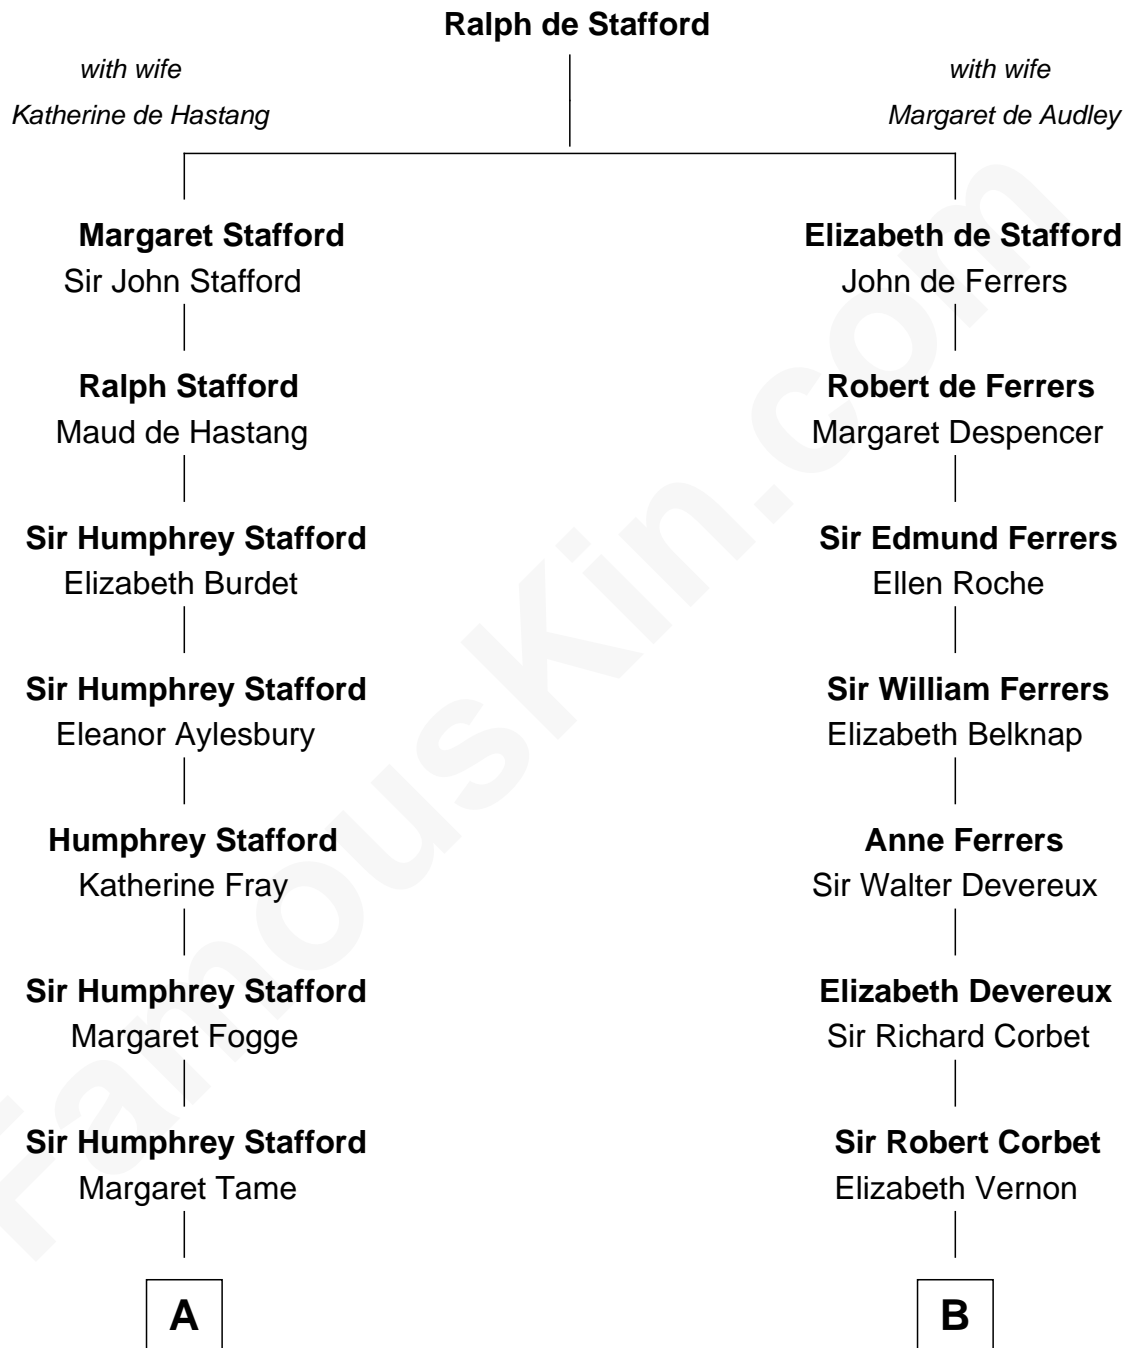 Ralph de Stafford
with wife
Katherine de Hastang
with wife
Margaret de Audley
Margaret Stafford
Sir John Stafford
Elizabeth de Stafford
John de Ferrers
Ralph Stafford
Maud de Hastang
Robert de Ferrers
Margaret Despencer
Sir Humphrey Stafford
Elizabeth Burdet
Sir Edmund Ferrers
Ellen Roche
Sir Humphrey Stafford
Eleanor Aylesbury
Sir William Ferrers
Elizabeth Belknap
Humphrey Stafford
Katherine Fray
Anne Ferrers
Sir Walter Devereux
Sir Humphrey Stafford
Margaret Fogge
Elizabeth Devereux
Sir Richard Corbet
Sir Humphrey Stafford
Margaret Tame
Sir Robert Corbet
Elizabeth Vernon
A
B
FamousKin.com